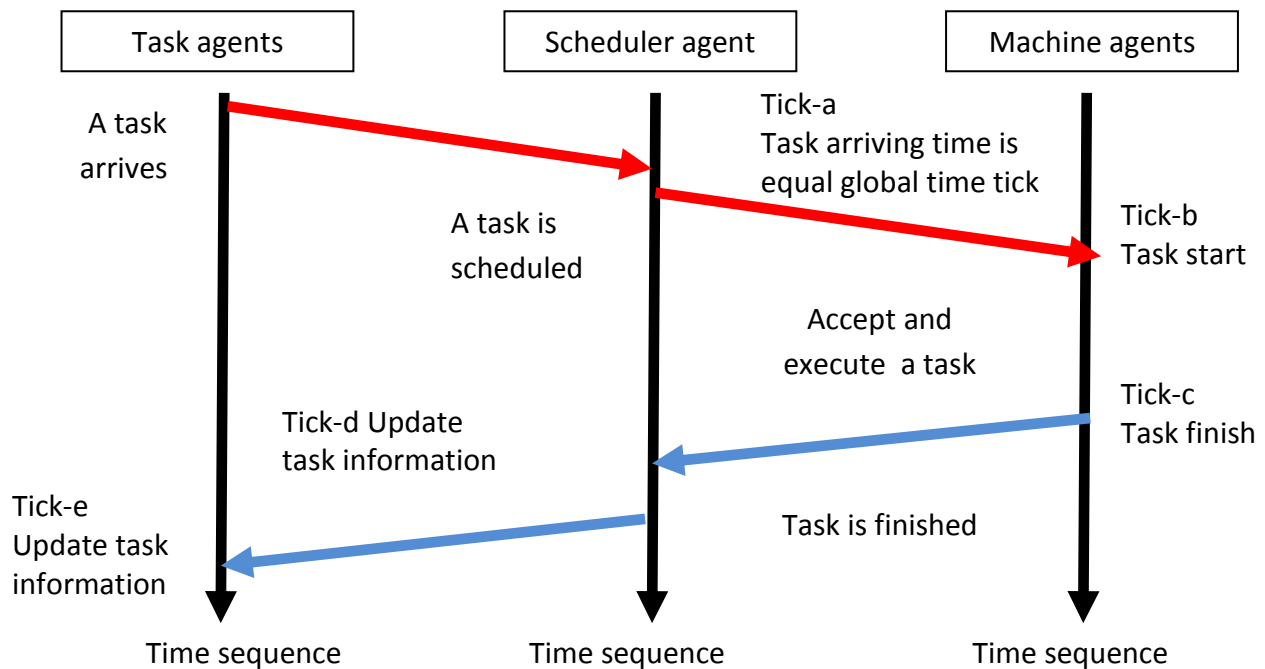 Task agents
Scheduler agent
Machine agents
A task
arrives
Tick-a
Task arriving time is
equal global time tick
A task is
scheduled
Tick-b
Task start
Accept and
execute a task
Tick-c
Task finish
Tick-d Update
task information
Tick-e
Update task
information
Task is finished
Time sequence
Time sequence
Time sequence